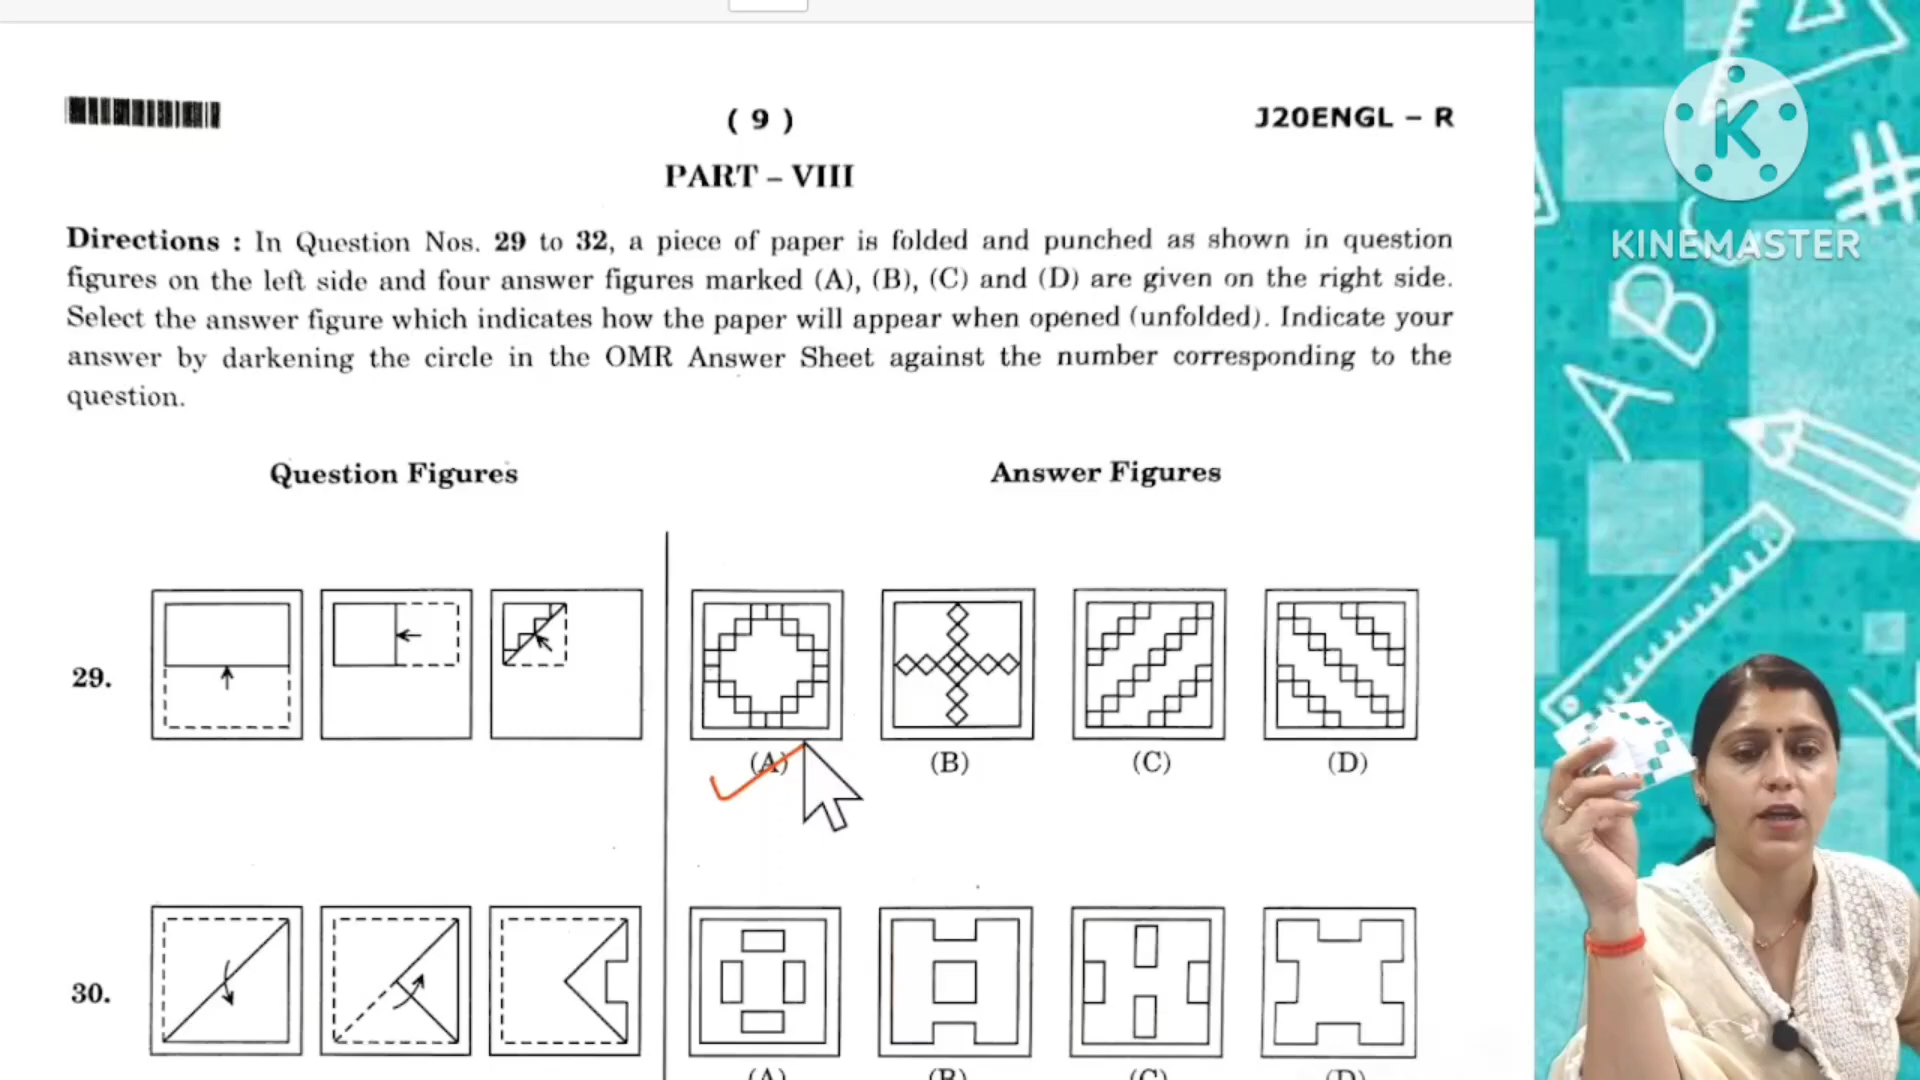 ( 9 )
J20ENGL – R
PART – VIII
Directions : In Question Nos. 29 to 32, a piece of paper is folded and punched as shown in question
figures on the left side and four answer figures marked (A), (B), (C) and (D) are given on the right side.
Select the answer figure which indicates how the paper will appear when opened (unfolded). Indicate your
answer by darkening the circle in the OMR Answer Sheet against the number corresponding to the
question.
Question Figures
Answer Figures
29.
(A)
(B)
(C)
(D)
30.
(A)
(B)
(C)
(D)
K
KINEMASTER
A B C
#